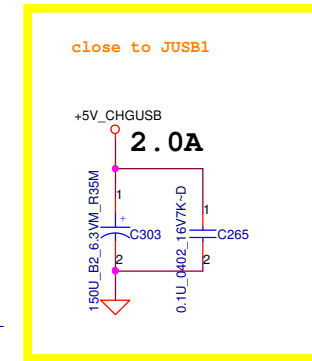 close to JUSB1
+5V_CHGUSB
2.0A
150U_B2_6.3VM_R35M
1
+
C303
2
0.1U_0402_16V7K~D
1
C265
2